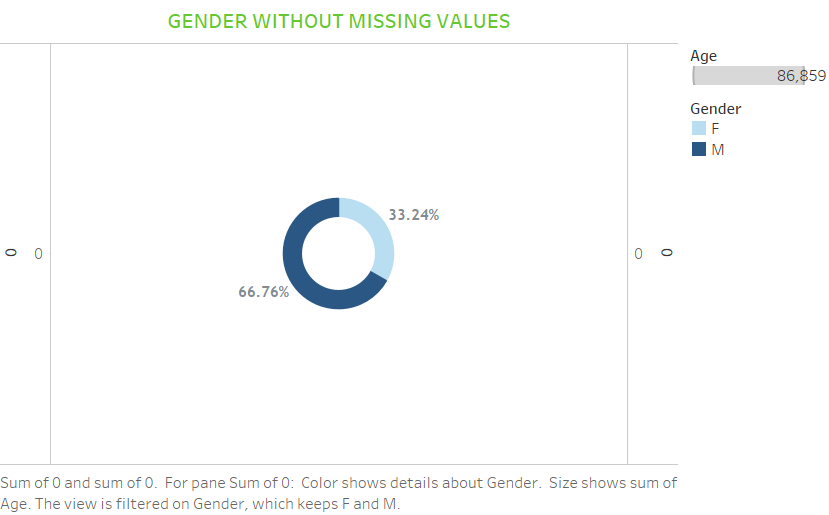 GENDER WITHOUT MISSING VALUES
Age
86,859
Gender
F
M
33.24%
0
0
0
0
66.76%
Sum of 0 and sum of 0. For pane Sum of 0: Color shows details about Gender. Size shows sum of
Age. The view is filtered on Gender, which keeps F and M.